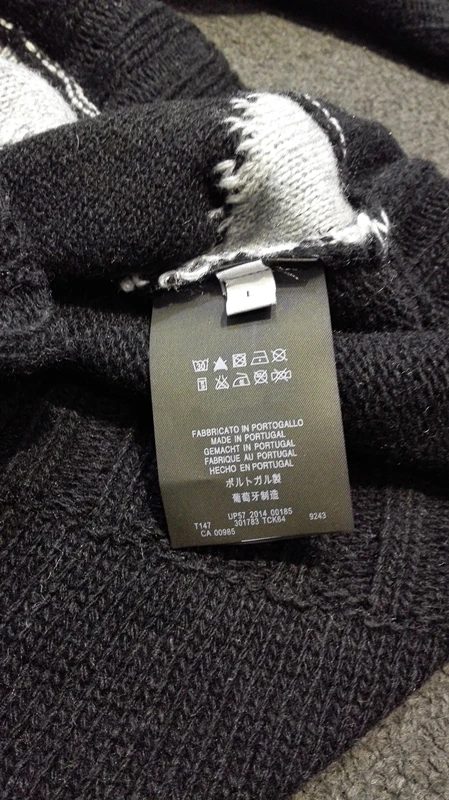 FABBRICATO IN PORTOGALLO
MADE IN PORTUGAL
GEMACHT IN PORTUGAL
FABRIQUE AU PORTUGAL
HECHO EN PORTUGAL
ポルトガル製
葡萄牙制造
UP57 2014 00185
T147 301783 TCK64 9243
CA 00985